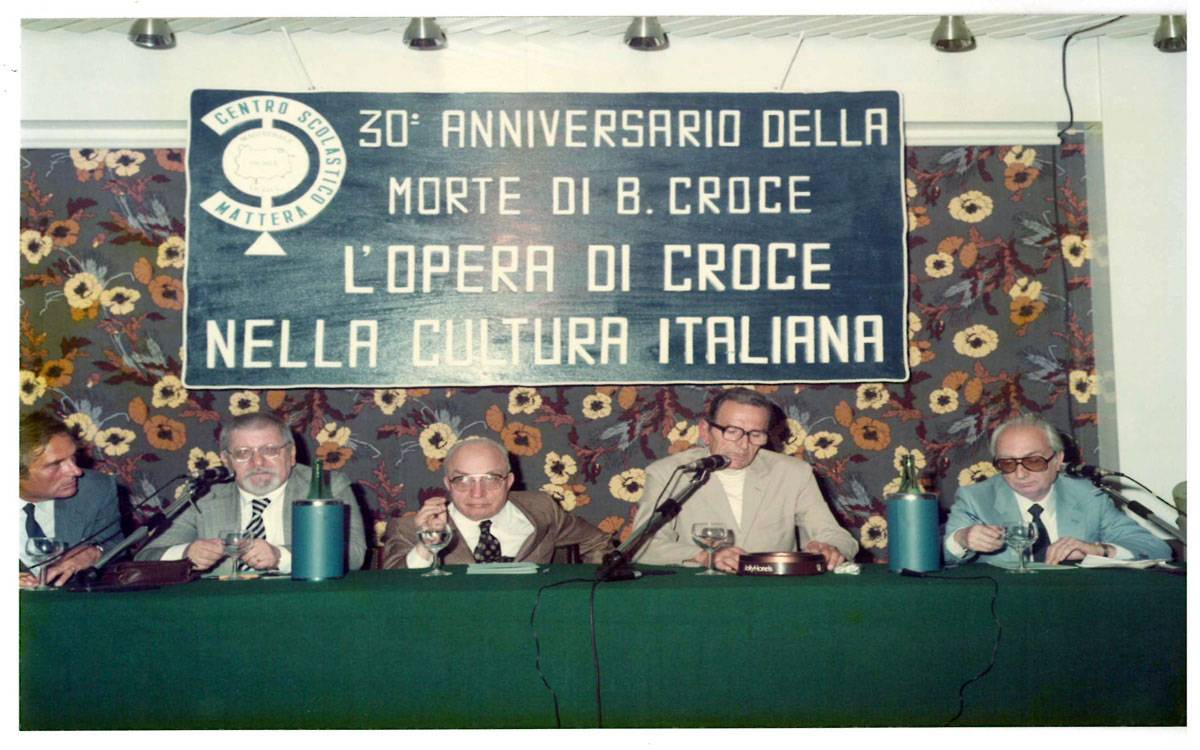 CENTRO SCOLASTICO
MATTERA
30° ANNIVERSARIO DELLA
MORTE DI B. CROCE
L'OPERA DI CROCE
NELLA CULTURA ITALIANA
JollyHotels